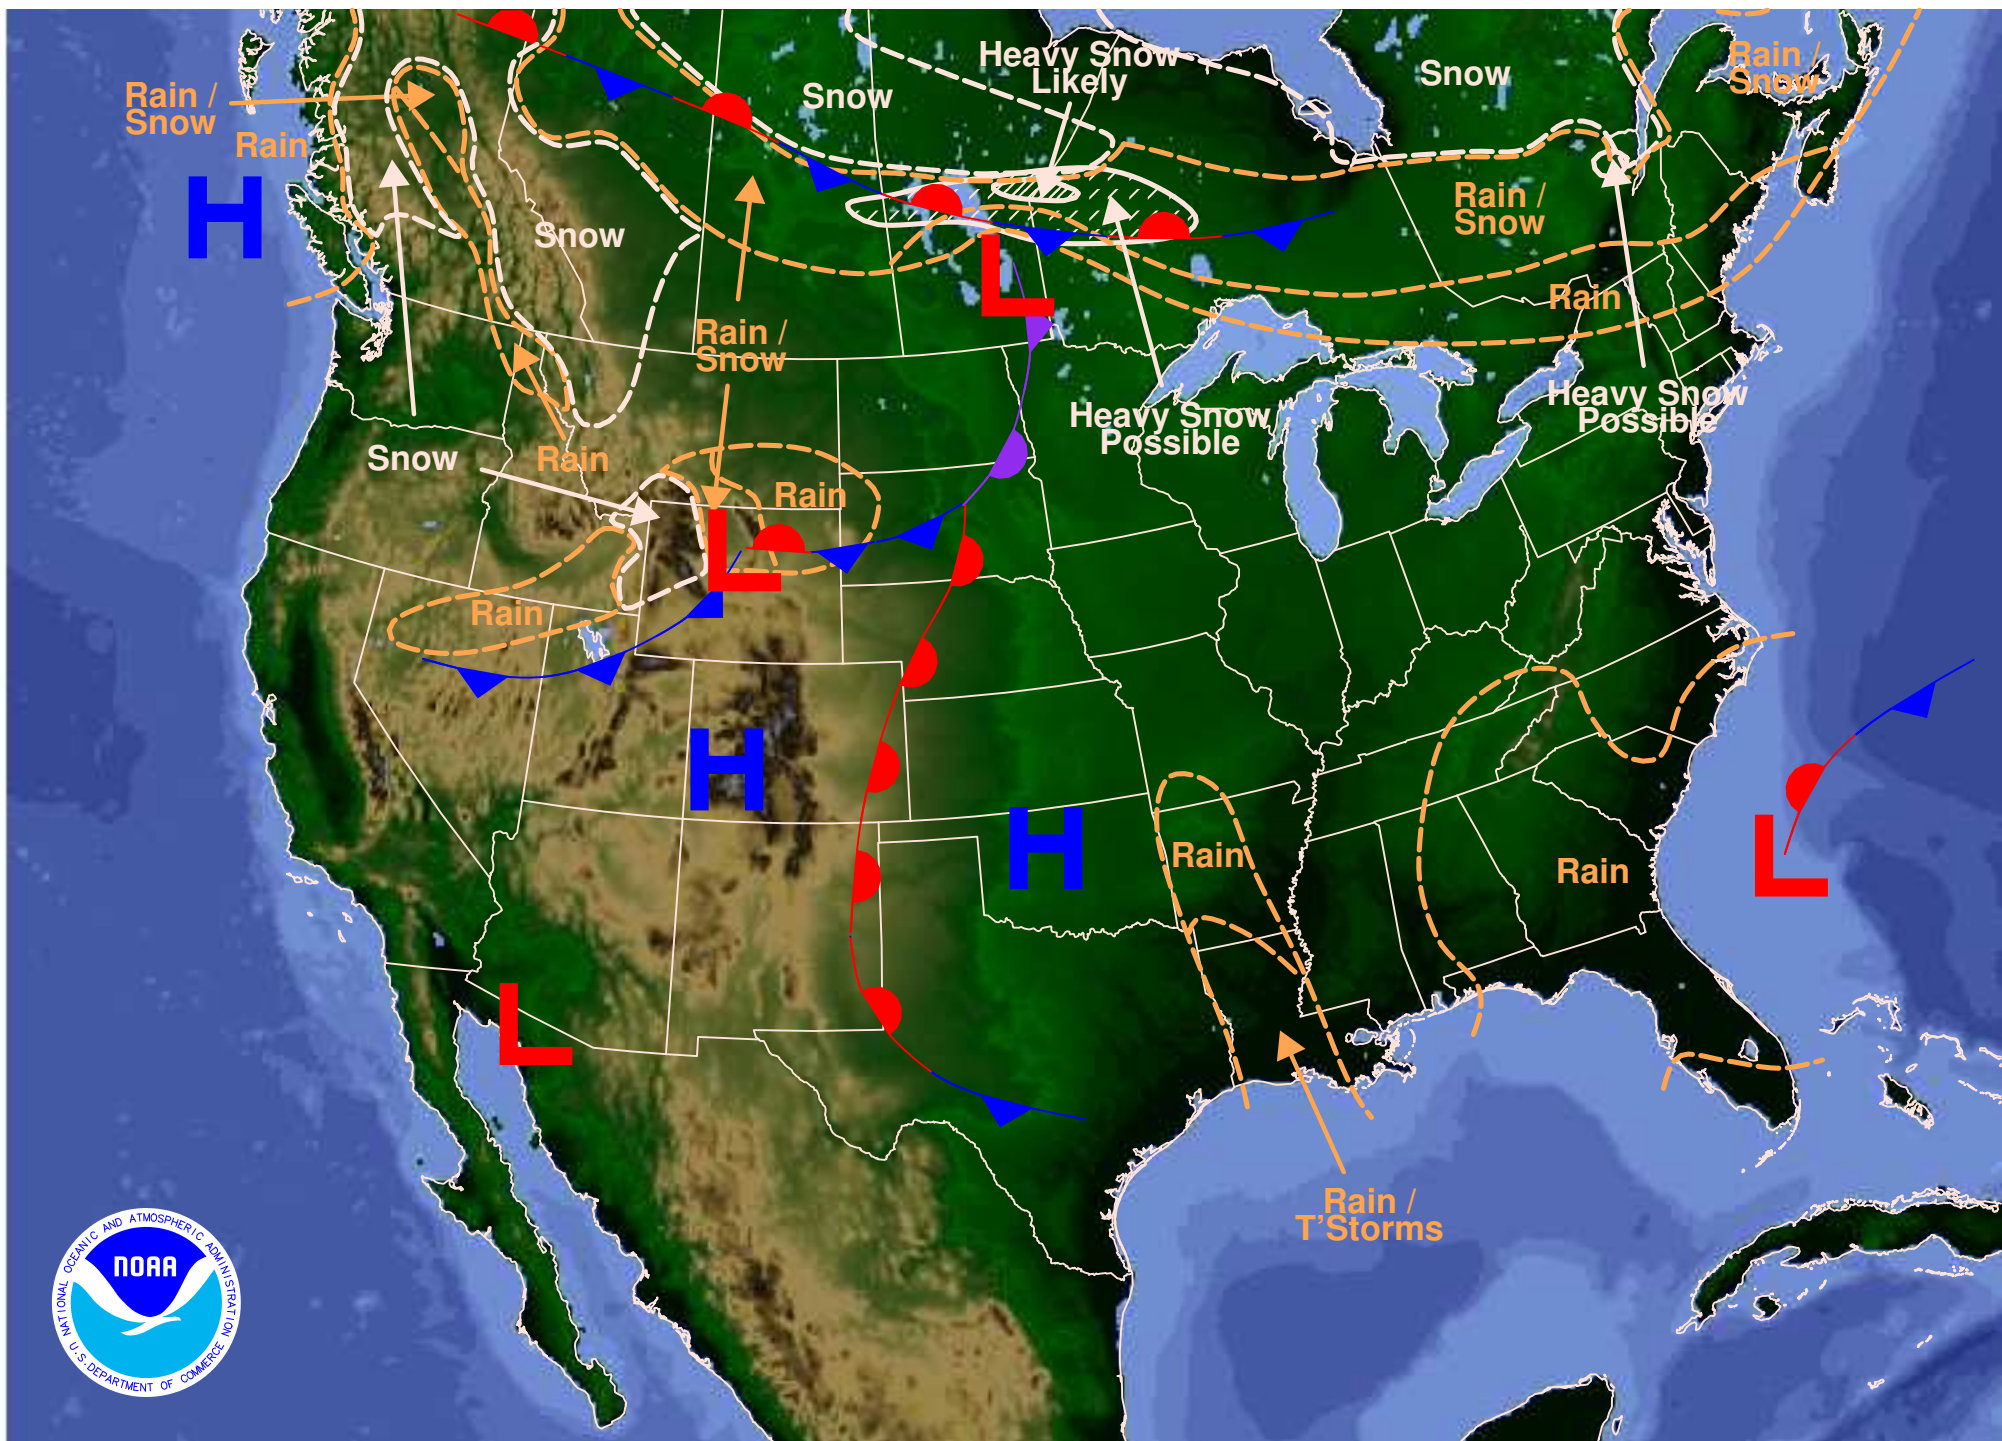 Heavy Snow
Likely
Snow
Snow
Rain /
Snow
Rain /
Snow
Rain
H
Snow
Rain /
Snow
L
Rain
Rain /
Snow
Heavy Snow
Possible
Heavy Snow
Possible
Snow
Rain
Rain
L
Rain
H
H
Rain
Rain
L
L
Rain /
T'Storms
NATIONAL OCEANIC AND ATMOSPHERIC ADMINISTRATION
NOAA
U.S. DEPARTMENT OF COMMERCE